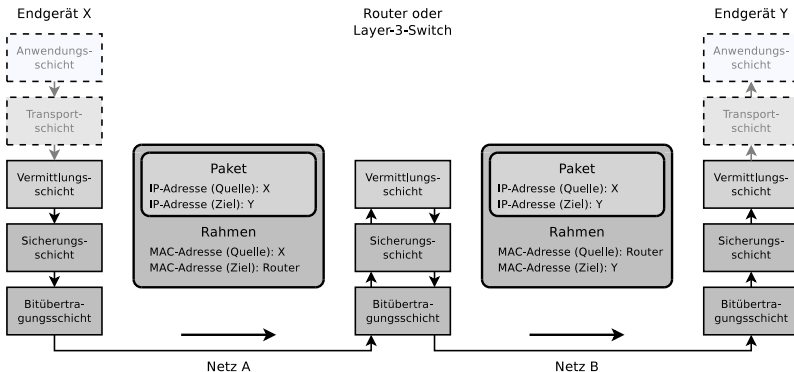 Endgerät X
Router oder
Layer-3-Switch
Endgerät Y
Anwendungs-
schicht
Anwendungs-
schicht
Transport-
schicht
Transport-
schicht
Vermittlungs-
schicht
Paket
IP-Adresse (Quelle): X
IP-Adresse (Ziel): Y
Vermittlungs-
schicht
Paket
IP-Adresse (Quelle): X
IP-Adresse (Ziel): Y
Vermittlungs-
schicht
Sicherungs-
schicht
Rahmen
MAC-Adresse (Quelle): X
MAC-Adresse (Ziel): Router
Sicherungs-
schicht
Rahmen
MAC-Adresse (Quelle): Router
MAC-Adresse (Ziel): Y
Sicherungs-
schicht
Bitübertra-
gungsschicht
Bitübertra-
gungsschicht
Bitübertra-
gungsschicht
Netz A
Netz B